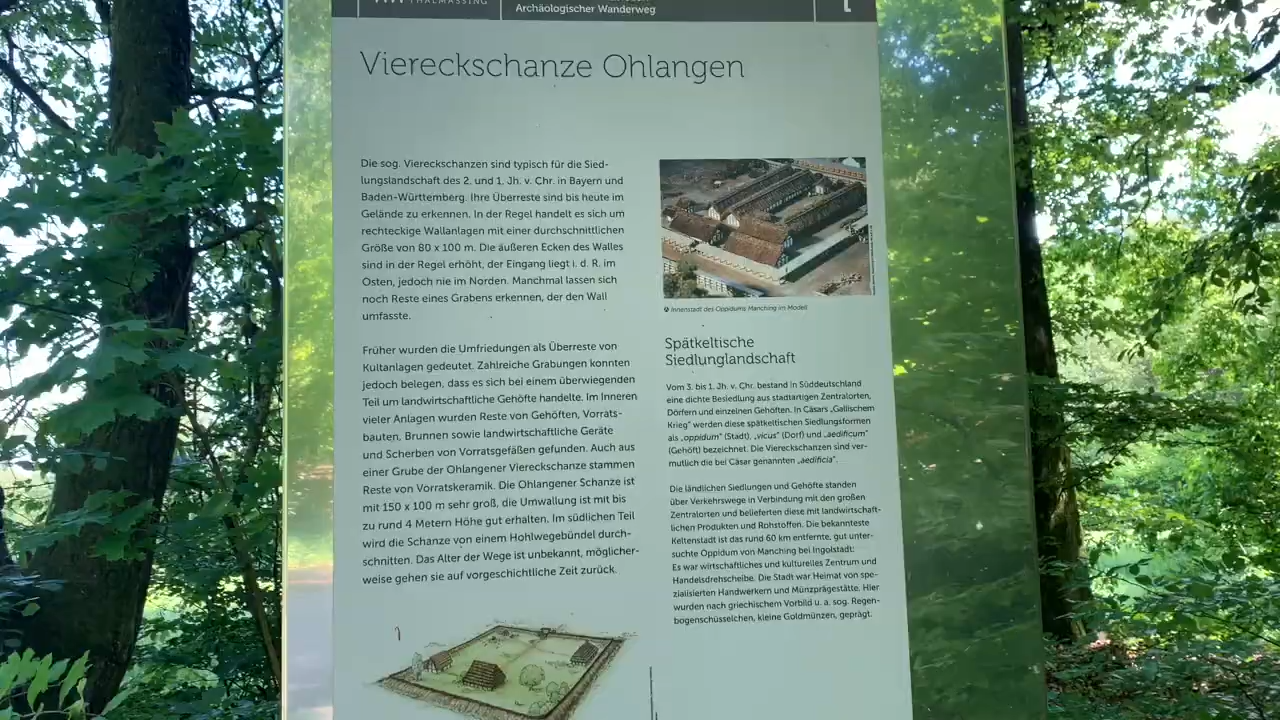 THALMASSING
Archäologischer Wanderweg
Viereckschanze Ohlangen
Die sog. Viereckschanzen sind typisch für die Sied-
lungslandschaft des 2. und 1. Jh. v. Chr. in Bayern und
Baden-Württemberg. Ihre Überreste sind bis heute im
Gelände zu erkennen. In der Regel handelt es sich um
rechteckige Wallanlagen mit einer durchschnittlichen
Größe von 80 x 100 m. Die äußeren Ecken des Walles
sind in der Regel erhöht, der Eingang liegt i. d. R. im
Osten, jedoch nie im Norden. Manchmal lassen sich
noch Reste eines Grabens erkennen, der den Wall
umfasste.
Früher wurden die Umfriedungen als Überreste von
Kultanlagen gedeutet. Zahlreiche Grabungen konnten
jedoch belegen, dass es sich bei einem überwiegenden
Teil um landwirtschaftliche Gehöfte handelte. Im Inneren
vieler Anlagen wurden Reste von Gehöften, Vorrats-
bauten, Brunnen sowie landwirtschaftliche Geräte
und Scherben von Vorratsgefäßen gefunden. Auch aus
einer Grube der Ohlangener Viereckschanze stammen
Reste von Vorratskeramik. Die Ohlangener Schanze ist
mit 150 x 100 m sehr groß, die Umwallung ist mit bis
zu rund 4 Metern Höhe gut erhalten. Im südlichen Teil
wird die Schanze von einem Hohlwegebündel durch-
schnitten. Das Alter der Wege ist unbekannt, möglicher-
weise gehen sie auf vorgeschichtliche Zeit zurück.
Innenstadt des Oppidums Manching im Modell
Spätkeltische
Siedlunglandschaft
Vom 3. bis 1. Jh. v. Chr. bestand in Süddeutschland
eine dichte Besiedlung aus stadtartigen Zentralorten,
Dörfern und einzelnen Gehöften. In Cäsars „Gallischem
Krieg" werden diese spätkeltischen Siedlungsformen
als „oppidum" (Stadt), „vicus" (Dorf) und „aedificum"
(Gehöft) bezeichnet. Die Viereckschanzen sind ver-
mutlich die bei Cäsar genannten „aedificia".
Die ländlichen Siedlungen und Gehöfte standen
über Verkehrswege in Verbindung mit den großen
Zentralorten und belieferten diese mit landwirtschaft-
lichen Produkten und Rohstoffen. Die bekannteste
Keltenstadt ist das rund 60 km entfernte, gut unter-
suchte Oppidum von Manching bei Ingolstadt:
Es war wirtschaftliches und kulturelles Zentrum und
Handelsdrehscheibe. Die Stadt war Heimat von spe-
zialisierten Handwerkern und Münzprägestätte. Hier
wurden nach griechischem Vorbild u. a. sog. Regen-
bogenschüsselchen, kleine Goldmünzen, geprägt.